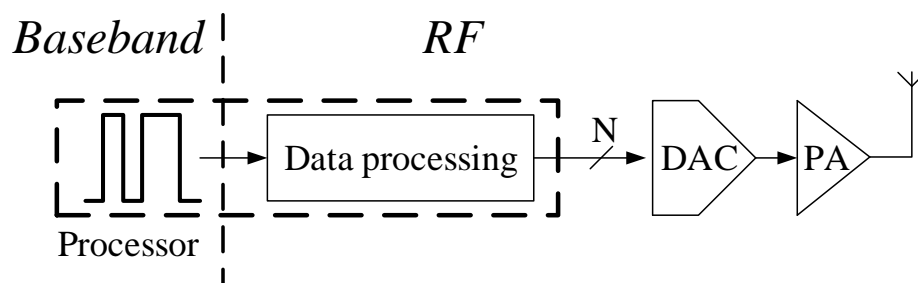 Baseband
RF
Data processing
N
DAC
PA
Processor